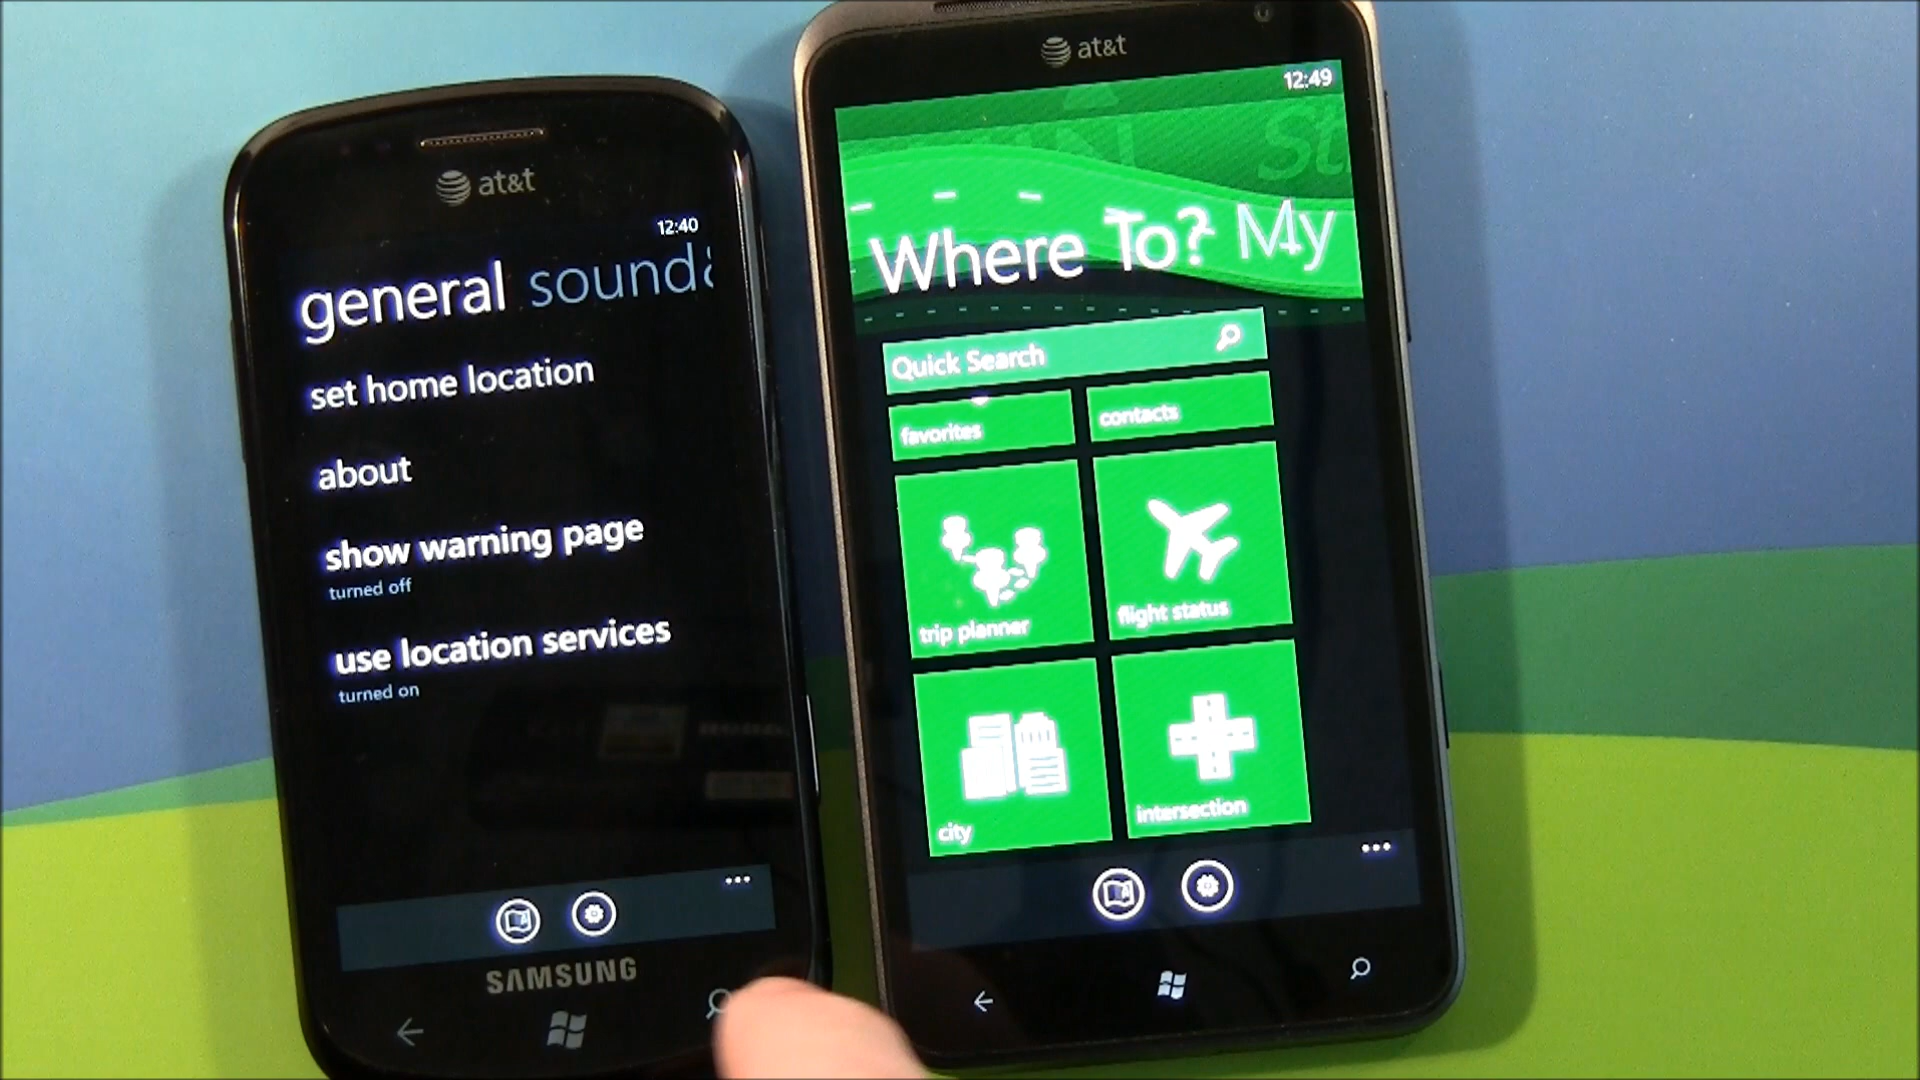 at&t
12:40
general sound
set home location
about
show warning page
turned off
use location services
turned on
SAMSUNG
at&t
12:49
St
Where To? My
Quick Search
favorites
contacts
trip planner
flight status
city
intersection